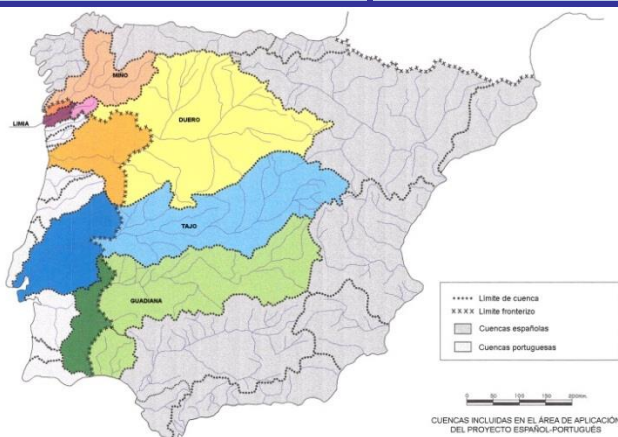 MIÑO
LIMIA
DUERO
TAJO
GUADIANA
Límite de cuenca
Límite fronterizo
Cuencas españolas
Cuencas portuguesas
0 50 100 150 200Km.
CUENCAS INCLUIDAS EN EL ÁREA DE APLICACIÓN
DEL PROYECTO ESPAÑOL-PORTUGUÉS